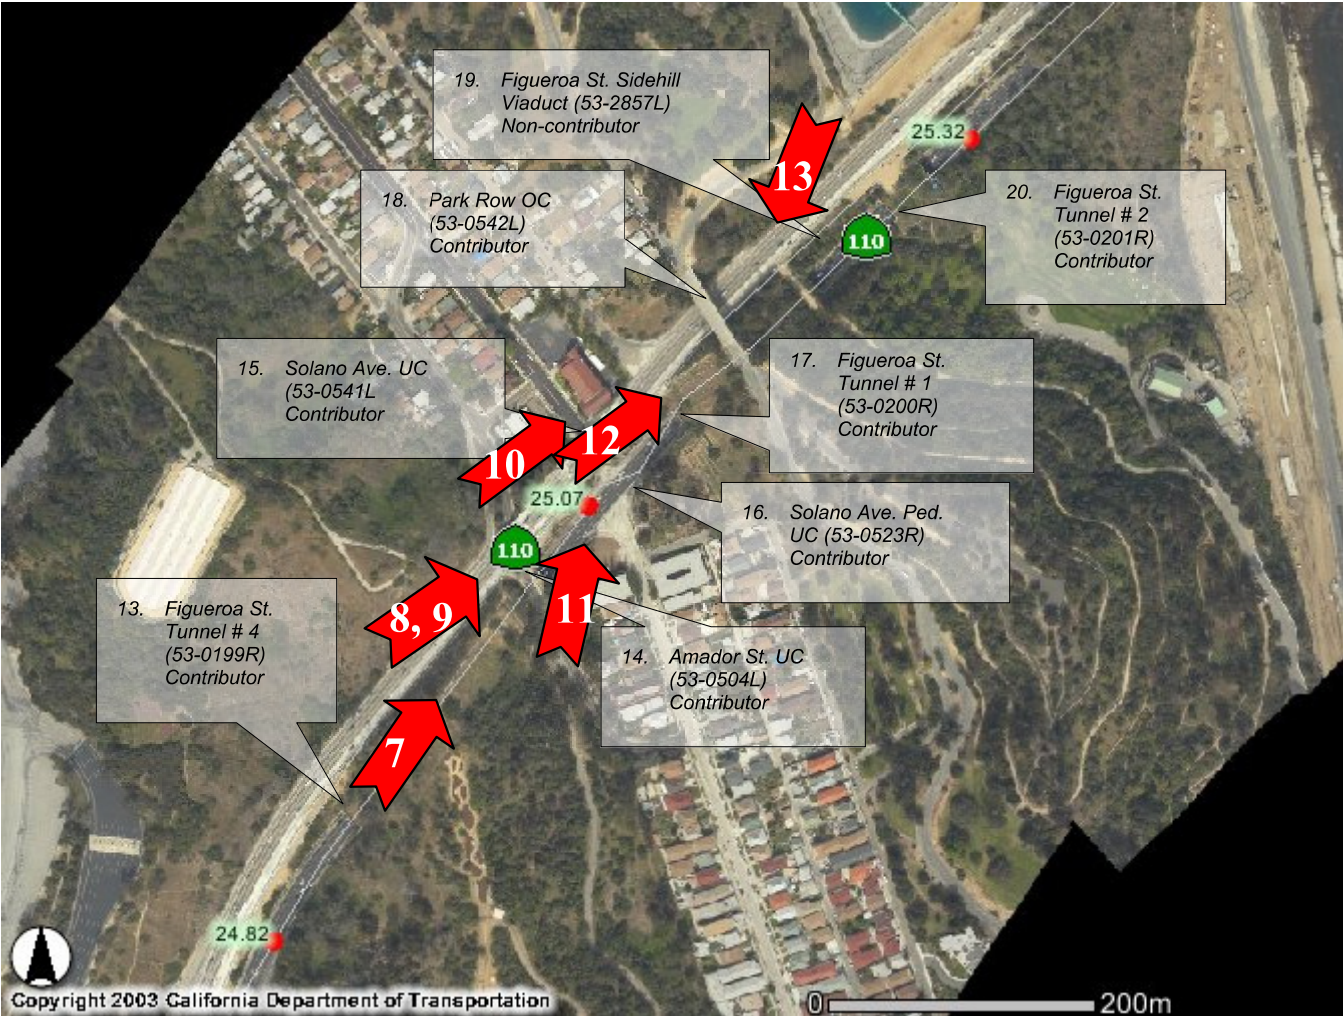 19. Figueroa St. Sidehill
Viaduct (53-2857L)
Non-contributor
18. Park Row OC
(53-0542L)
Contributor
13
25.32
20. Figueroa St.
Tunnel # 2
(53-0201R)
Contributor
110
15. Solano Ave. UC
(53-0541L
Contributor
17. Figueroa St.
Tunnel # 1
(53-0200R)
Contributor
10
12
25.07
16. Solano Ave. Ped.
UC (53-0523R)
Contributor
110
13. Figueroa St.
Tunnel # 4
(53-0199R)
Contributor
8, 9
11
14. Amador St. UC
(53-0504L)
Contributor
7
24.82
Copyright 2003 California Department of Transportation
0 200m